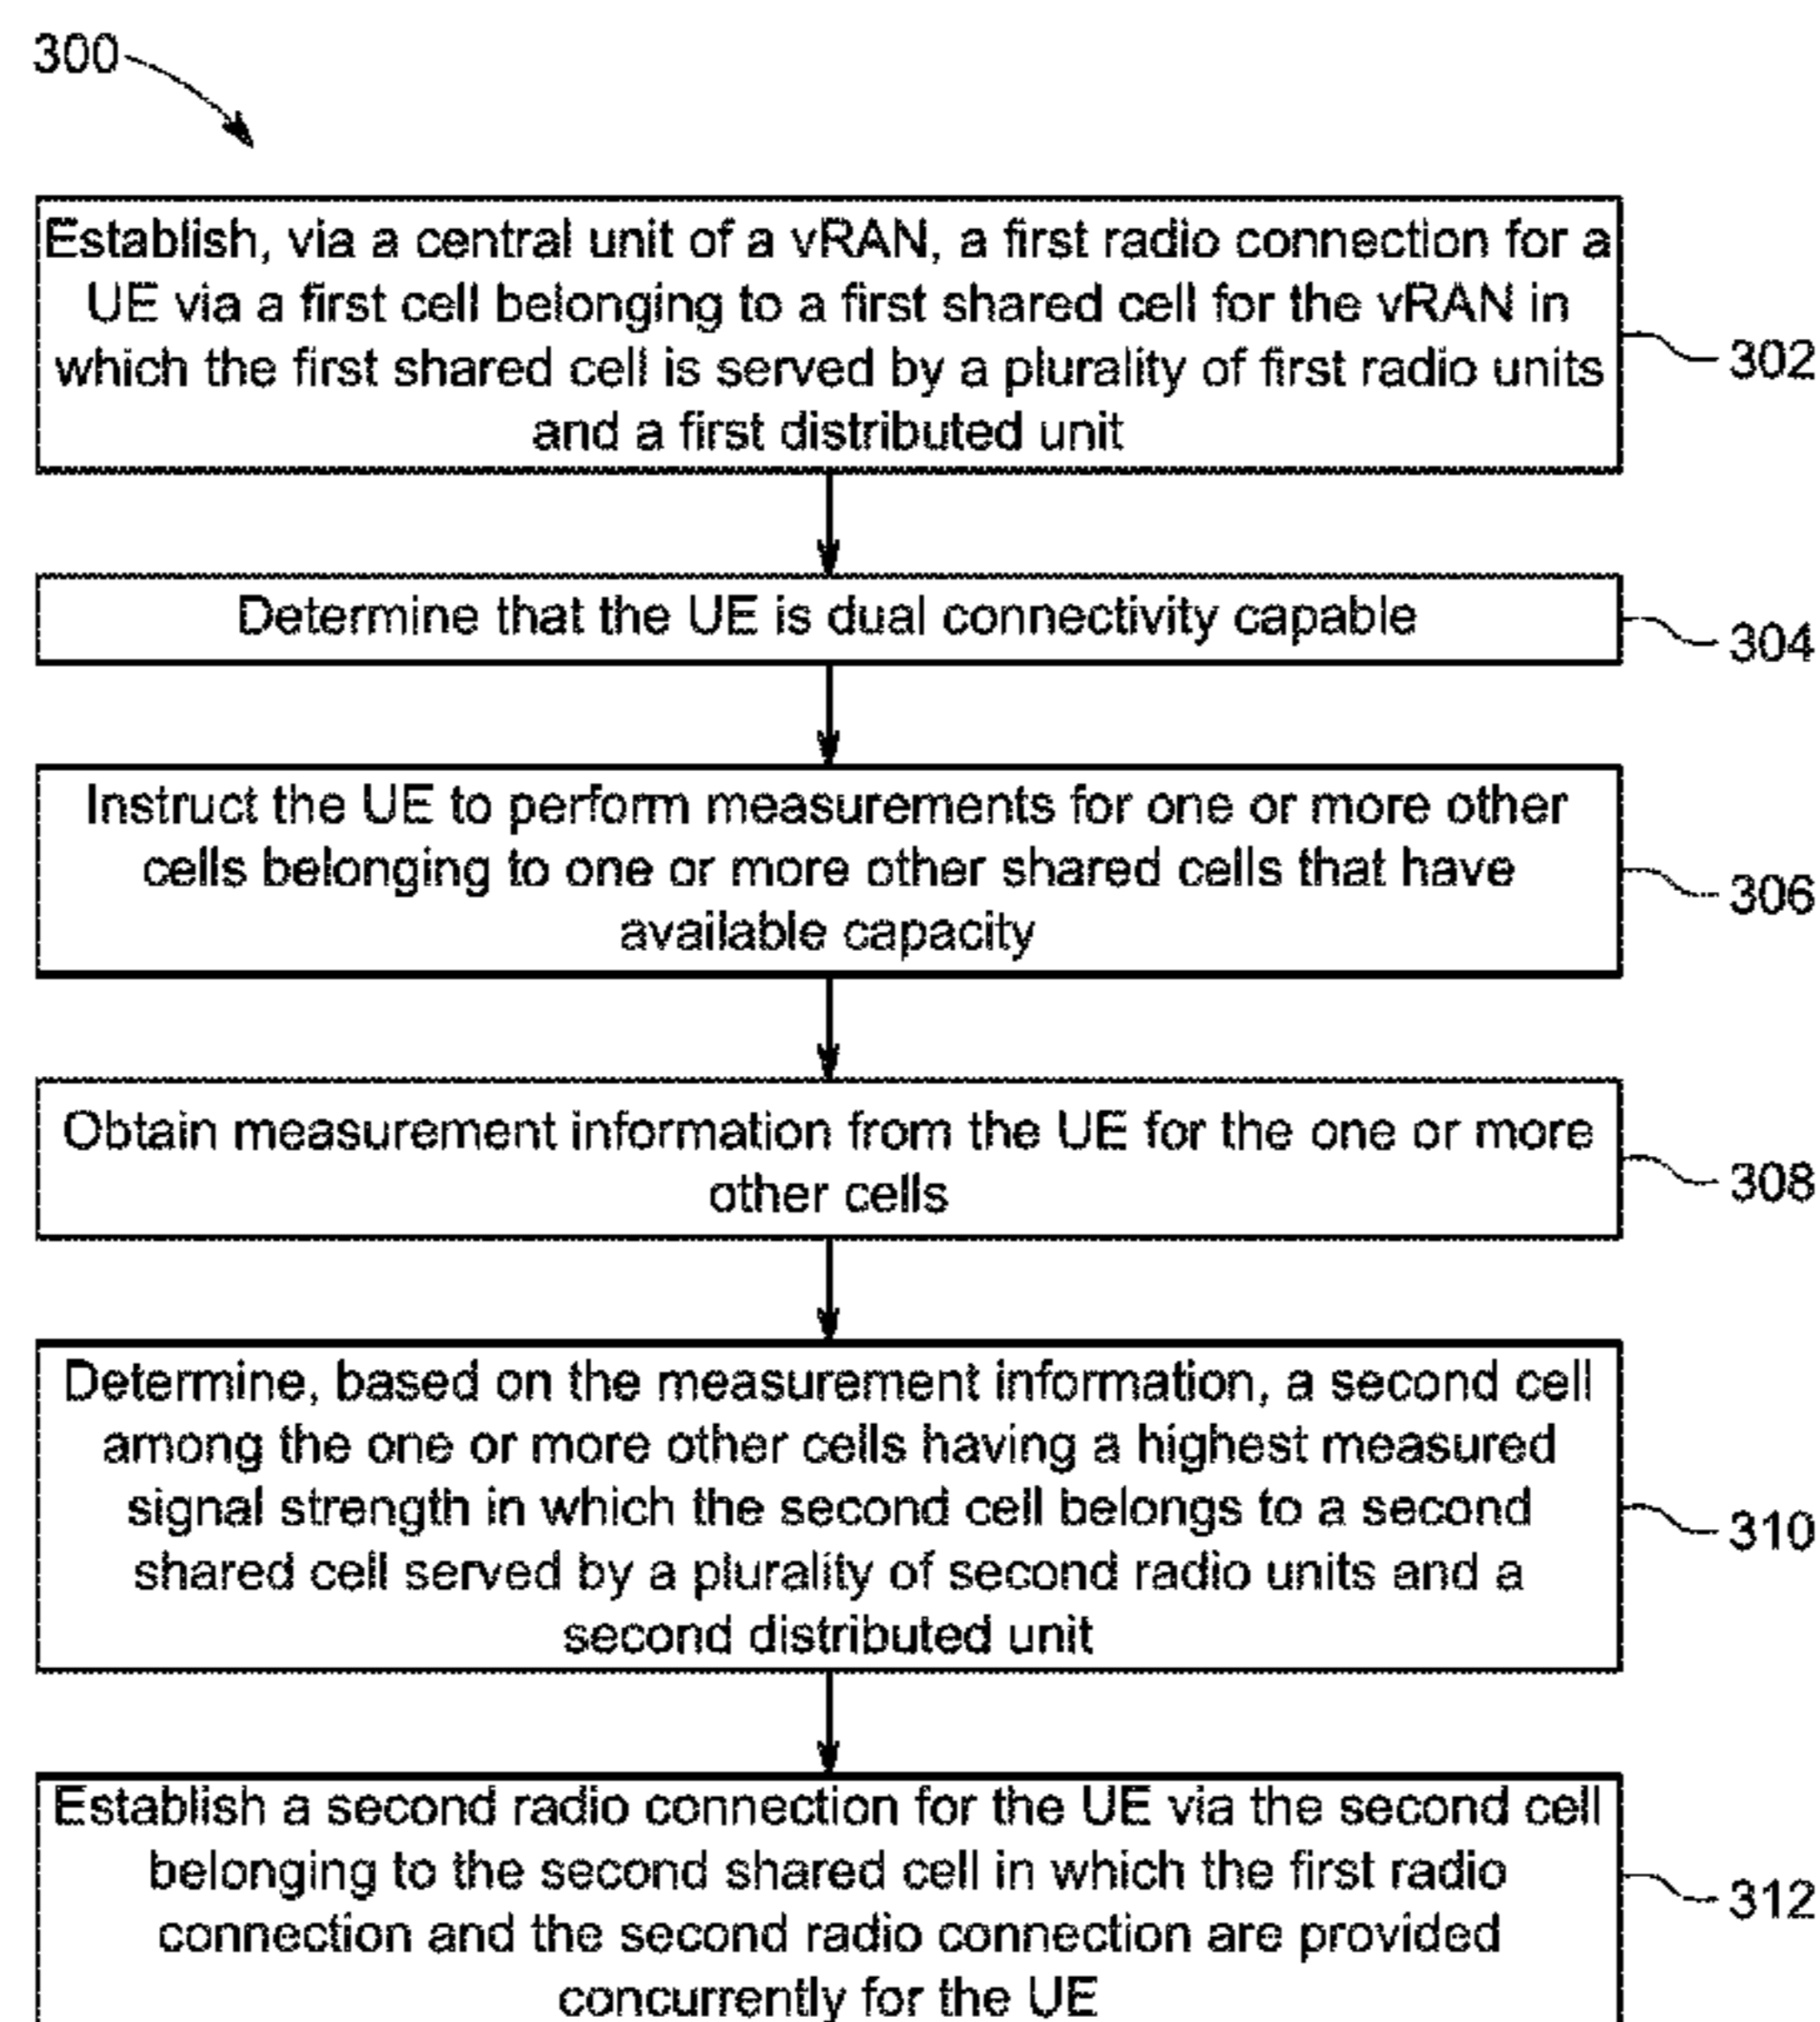 300
Establish, via a central unit of a vRAN, a first radio connection for a
UE via a first cell belonging to a first shared cell for the vRAN in
which the first shared cell is served by a plurality of first radio units
and a first distributed unit
302
Determine that the UE is dual connectivity capable
304
Instruct the UE to perform measurements for one or more other
cells belonging to one or more other shared cells that have
available capacity
306
Obtain measurement information from the UE for the one or more
other cells
308
Determine, based on the measurement information, a second cell
among the one or more other cells having a highest measured
signal strength in which the second cell belongs to a second
shared cell served by a plurality of second radio units and a
second distributed unit
310
Establish a second radio connection for the UE via the second cell
belonging to the second shared cell in which the first radio
connection and the second radio connection are provided
concurrently for the UE
312